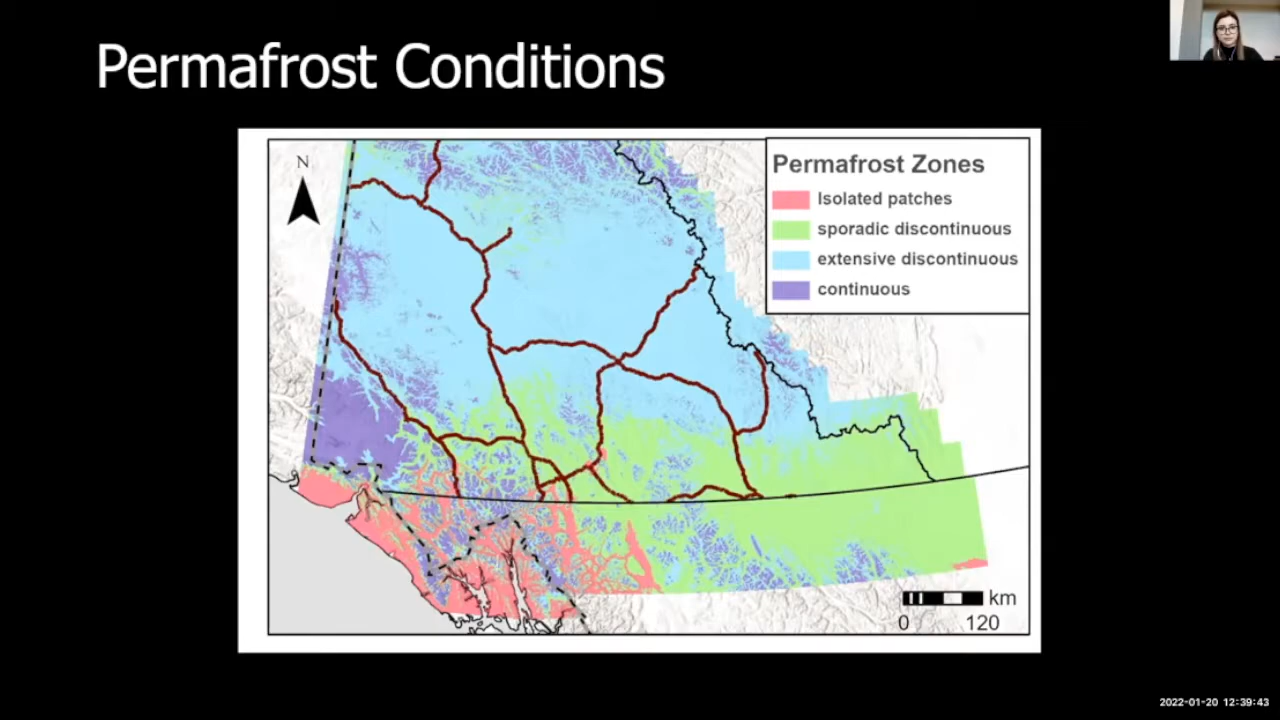 Permafrost Conditions
N
Permafrost Zones
Isolated patches
sporadic discontinuous
extensive discontinuous
continuous
km
0 120
2022-01-20 12:39:43